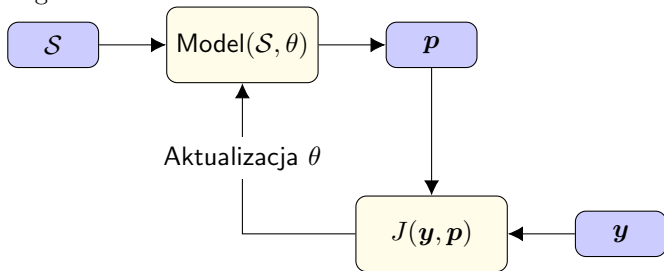 𝒮
Model(𝒮, θ)
𝒑
Aktualizacja θ
J(𝒚, 𝒑)
𝒚